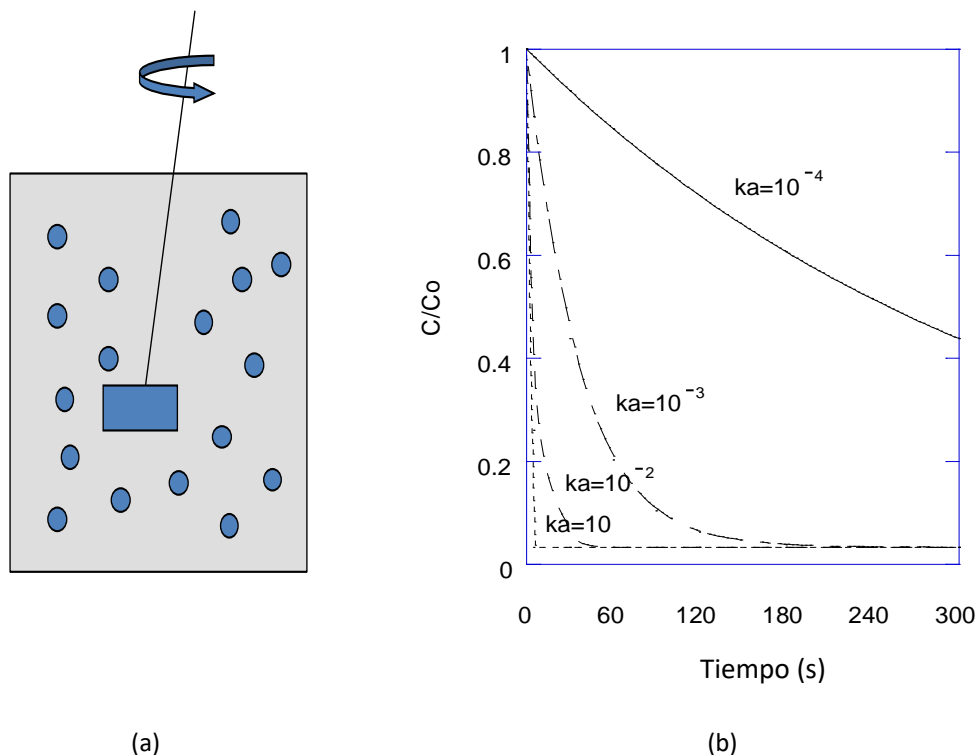 1
0.8
ka=10⁻⁴
0.6
C/Co
0.4
ka=10⁻³
0.2
ka=10⁻²
ka=10
0
0 60 120 180 240 300
Tiempo (s)
(a) (b)